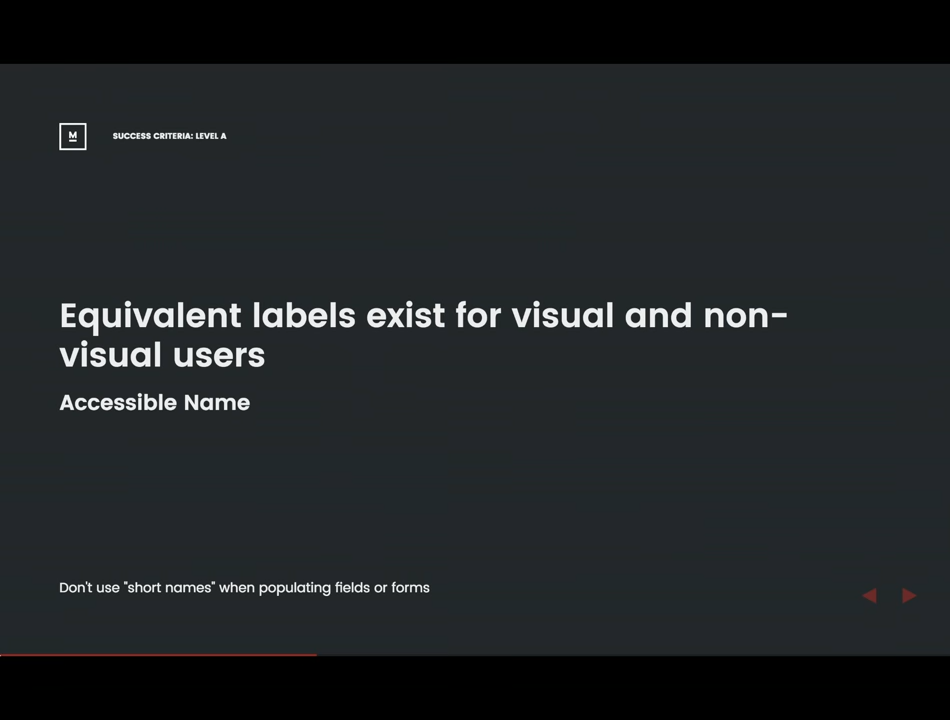 M
SUCCESS CRITERIA: LEVEL A
Equivalent labels exist for visual and non-
visual users
Accessible Name
Don't use "short names" when populating fields or forms